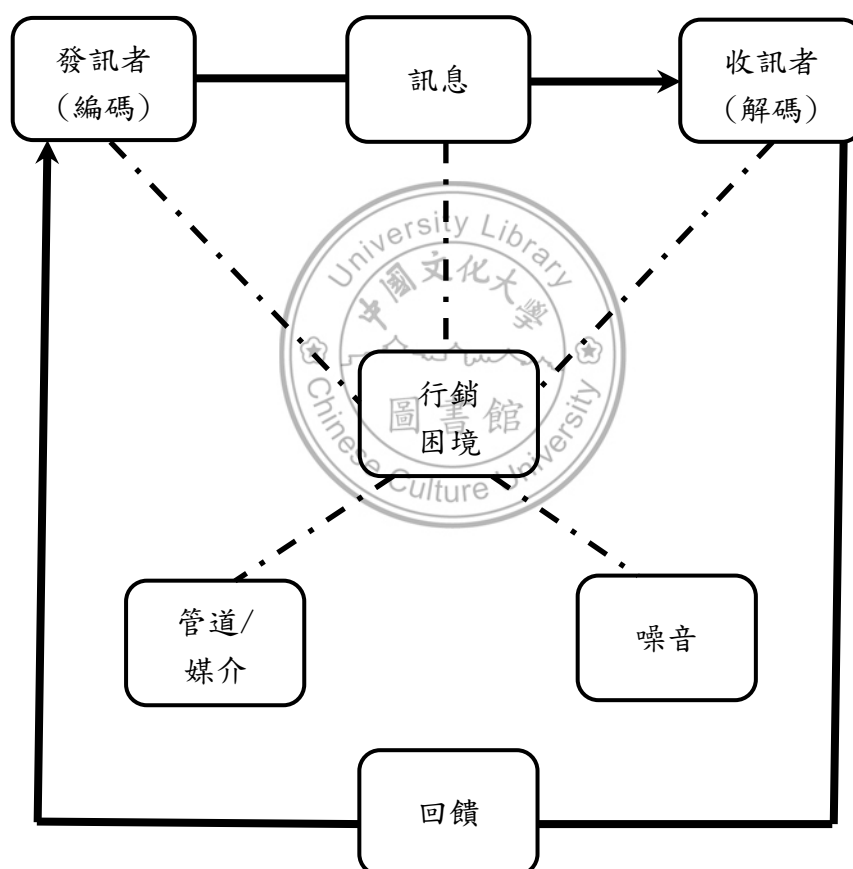 發訊者
（編碼）
訊息
收訊者
（解碼）
University Library
中國文化大學
行銷
困境
圖書館
Chinese Culture University
管道/
媒介
噪音
回饋